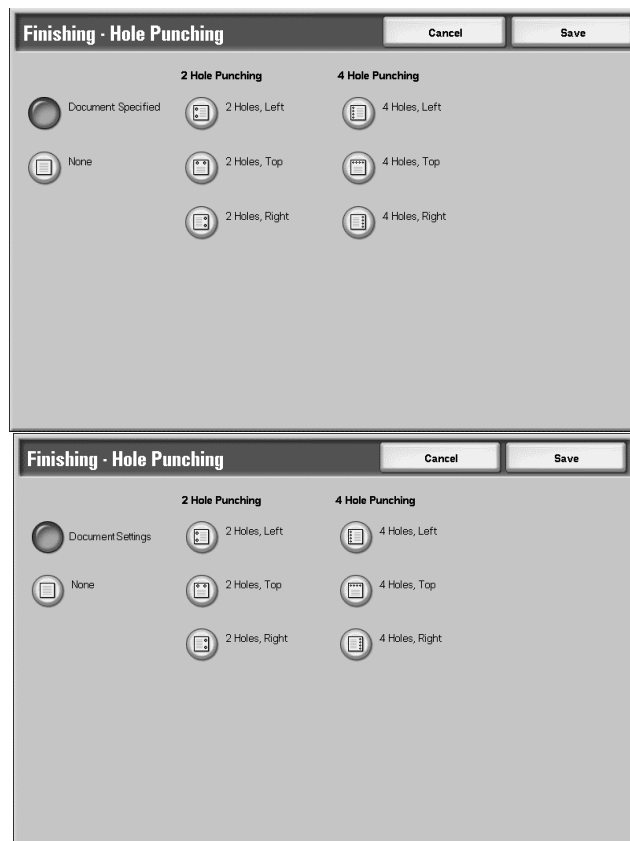 Finishing - Hole Punching Cancel Save
2 Hole Punching 4 Hole Punching
Document Specified 2 Holes, Left 4 Holes, Left
None 2 Holes, Top 4 Holes, Top
2 Holes, Right 4 Holes, Right
Finishing - Hole Punching Cancel Save
2 Hole Punching 4 Hole Punching
Document Settings 2 Holes, Left 4 Holes, Left
None 2 Holes, Top 4 Holes, Top
2 Holes, Right 4 Holes, Right